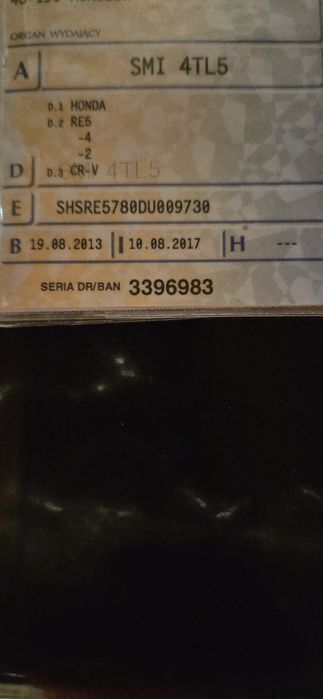 ORGAN WYDAJĄCY
A SMI 4TL5
D.1 HONDA
D.2 RE5
-4
-2
D D.3 CR-V
E SHSRE5780DU009730
B 19.08.2013 I 10.08.2017 H ---
SERIA DR/BAN 3396983